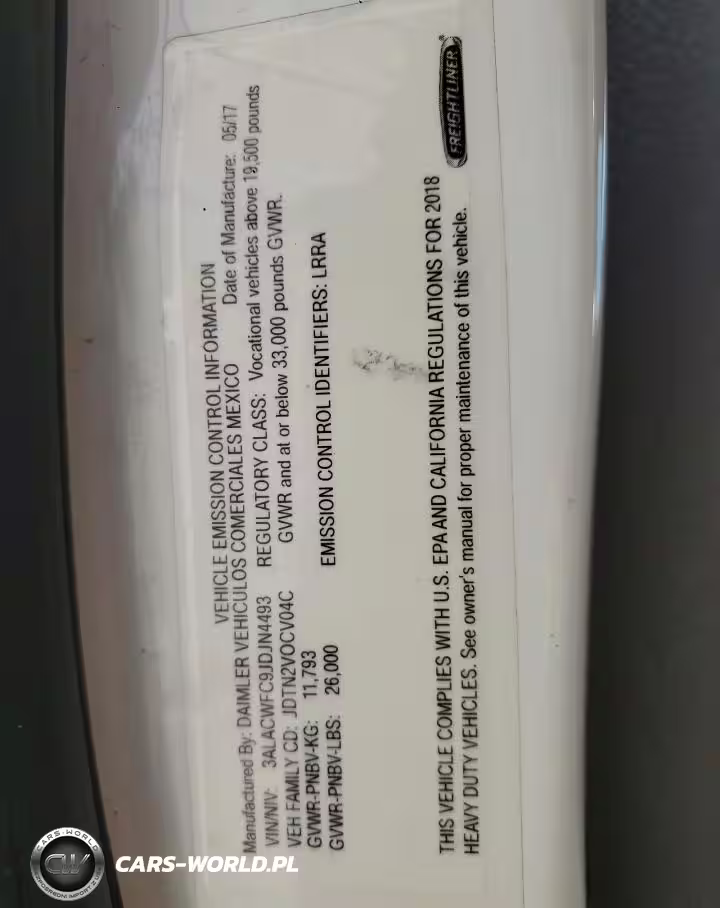 VEHICLE EMISSION CONTROL INFORMATION
Manufactured By: DAIMLER VEHICULOS COMERCIALES MEXICO Date of Manufacture: 05/17
VIN/NIV: 3ALACWFC9JDJN4493 REGULATORY CLASS: Vocational vehicles above 19,500 pounds
VEH FAMILY CD: JDTN2VOCV04C GVWR and at or below 33,000 pounds GVWR.
GVWR-PNBV-KG: 11,793
GVWR-PNBV-LBS: 26,000 EMISSION CONTROL IDENTIFIERS: LRRA
THIS VEHICLE COMPLIES WITH U.S. EPA AND CALIFORNIA REGULATIONS FOR 2018
HEAVY DUTY VEHICLES. See owner's manual for proper maintenance of this vehicle.
FREIGHTLINER®
CARS-WORLD
CW
CARS-WORLD.PL